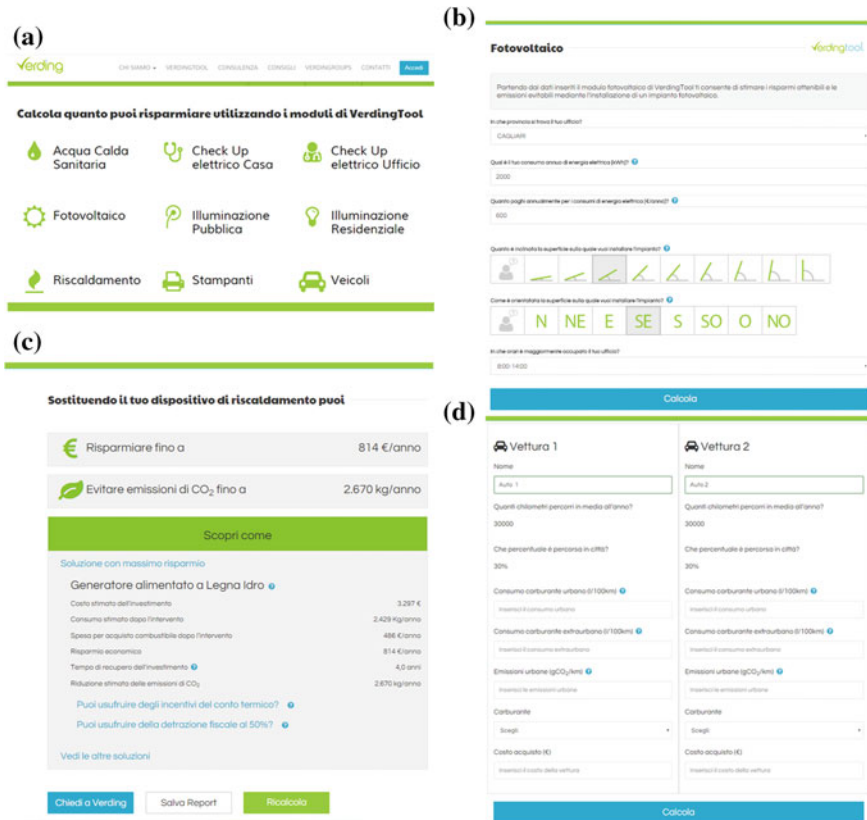 (a)
Verding
CHI SIAMO VERDINGTOOL CONSULENZA CONSIGLI VERDINGROUPS CONTATTI Accedi
Calcola quanto puoi risparmiare utilizzando i moduli di VerdingTool
Acqua Calda Sanitaria
Check Up elettrico Casa
Check Up elettrico Ufficio
Fotovoltaico
Illuminazione Pubblica
Illuminazione Residenziale
Riscaldamento
Stampanti
Veicoli
(b)
Fotovoltaico
Verdingtool
Partendo dai dati inseriti il modulo fotovoltaico di VerdingTool ti consente di stimare i risparmi ottenibili e le
emissioni evitabili mediante l'installazione di un impianto fotovoltaico.
In che provincia si trova il tuo ufficio?
CAGLIARI
Qual è il tuo consumo annuo di energia elettrica [kWh]? ?
2000
Quanto paghi annualmente per i consumi di energia elettrica [€/anno]? ?
600
Quanto è inclinata la superficie sulla quale vuoi installare l'impianto? ?
Come è orientata la superficie sulla quale vuoi installare l'impianto? ?
N NE E SE S SO O NO
In che orari è maggiormente occupato il tuo ufficio?
8:00-14:00
Calcola
(c)
Sostituendo il tuo dispositivo di riscaldamento puoi
€ Risparmiare fino a 814 €/anno
Evitare emissioni di CO₂ fino a 2.670 kg/anno
Scopri come
Soluzione con massimo risparmio
Generatore alimentato a Legna Idro ?
Costo stimato dell'investimento 3.297 €
Consumo stimato dopo l'intervento 2.429 Kg/anno
Spesa per acquisto combustibile dopo l'intervento 486 €/anno
Risparmio economico 814 €/anno
Tempo di recupero dell'investimento ? 4,0 anni
Riduzione stimata delle emissioni di CO₂ 2.670 kg/anno
Puoi usufruire degli incentivi del conto termico? ?
Puoi usufruire della detrazione fiscale al 50%? ?
Vedi le altre soluzioni
Chiedi a Verding Salva Report Ricalcola
(d)
Vettura 1
Nome
Auto 1
Quanti chilometri percorri in media all'anno?
30000
Che percentuale è percorsa in città?
30%
Consumo carburante urbano (l/100km) ?
Inserisci il consumo urbano
Consumo carburante extraurbano (l/100km) ?
Inserisci il consumo extraurbano
Emissioni urbane (gCO₂/km) ?
Inserisci le emissioni urbane
Carburante
Scegli
Costo acquisto (€)
Inserisci il costo della vettura
Vettura 2
Nome
Auto 2
Quanti chilometri percorri in media all'anno?
30000
Che percentuale è percorsa in città?
30%
Consumo carburante urbano (l/100km) ?
Inserisci il consumo urbano
Consumo carburante extraurbano (l/100km) ?
Inserisci il consumo extraurbano
Emissioni urbane (gCO₂/km) ?
Inserisci le emissioni urbane
Carburante
Scegli
Costo acquisto (€)
Inserisci il costo della vettura
Calcola